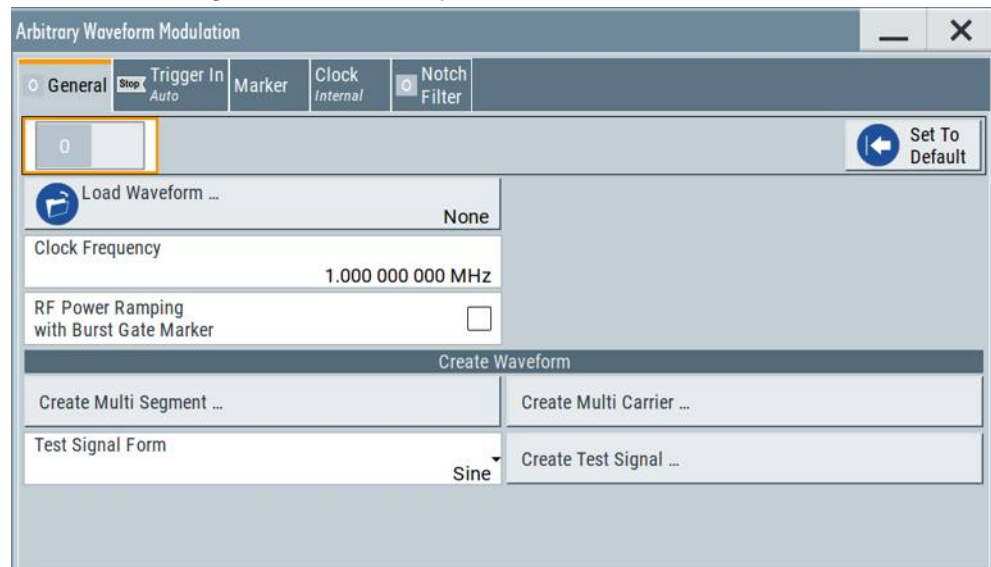 Arbitrary Waveform Modulation
General
Stop
Trigger In
Auto
Marker
Clock
Internal
0
Notch
Filter
0
Set To
Default
Load Waveform ...
None
Clock Frequency
1.000 000 000 MHz
RF Power Ramping
with Burst Gate Marker
Create Waveform
Create Multi Segment ...
Create Multi Carrier ...
Test Signal Form
Sine
Create Test Signal ...